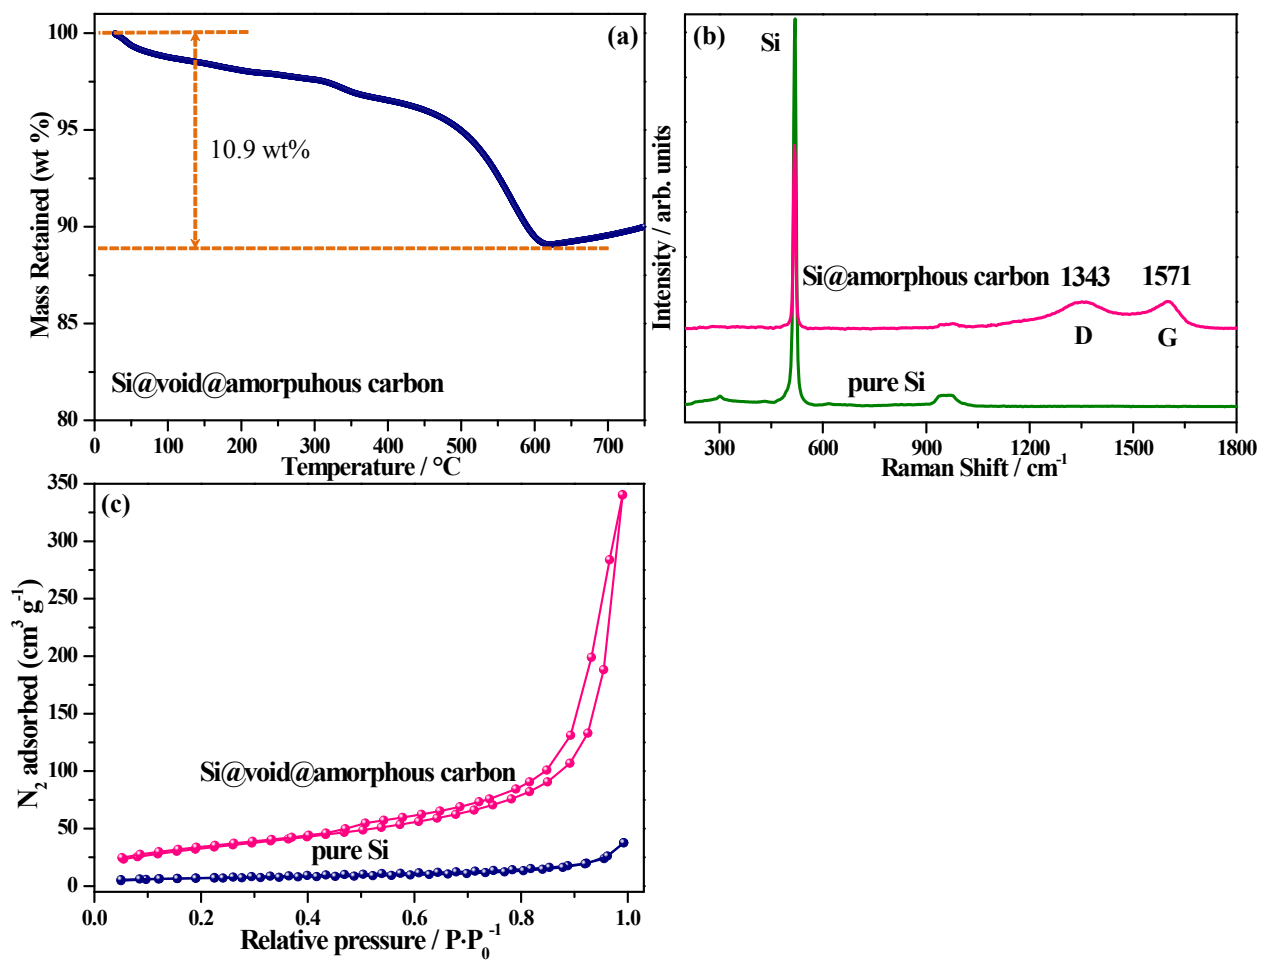 (a)
100
95
90
85
80
Mass Retained (wt %)
10.9 wt%
Si@void@amorpuhous carbon
0 100 200 300 400 500 600 700
Temperature / °C
(b)
Si
Intensity / arb. units
Si@amorphous carbon 1343 1571
D G
pure Si
300 600 900 1200 1500 1800
Raman Shift / cm-1
(c)
350
300
250
200
150
100
50
0
N2 adsorbed (cm3 g-1)
Si@void@amorphous carbon
pure Si
0.0 0.2 0.4 0.6 0.8 1.0
Relative pressure / P·P0-1